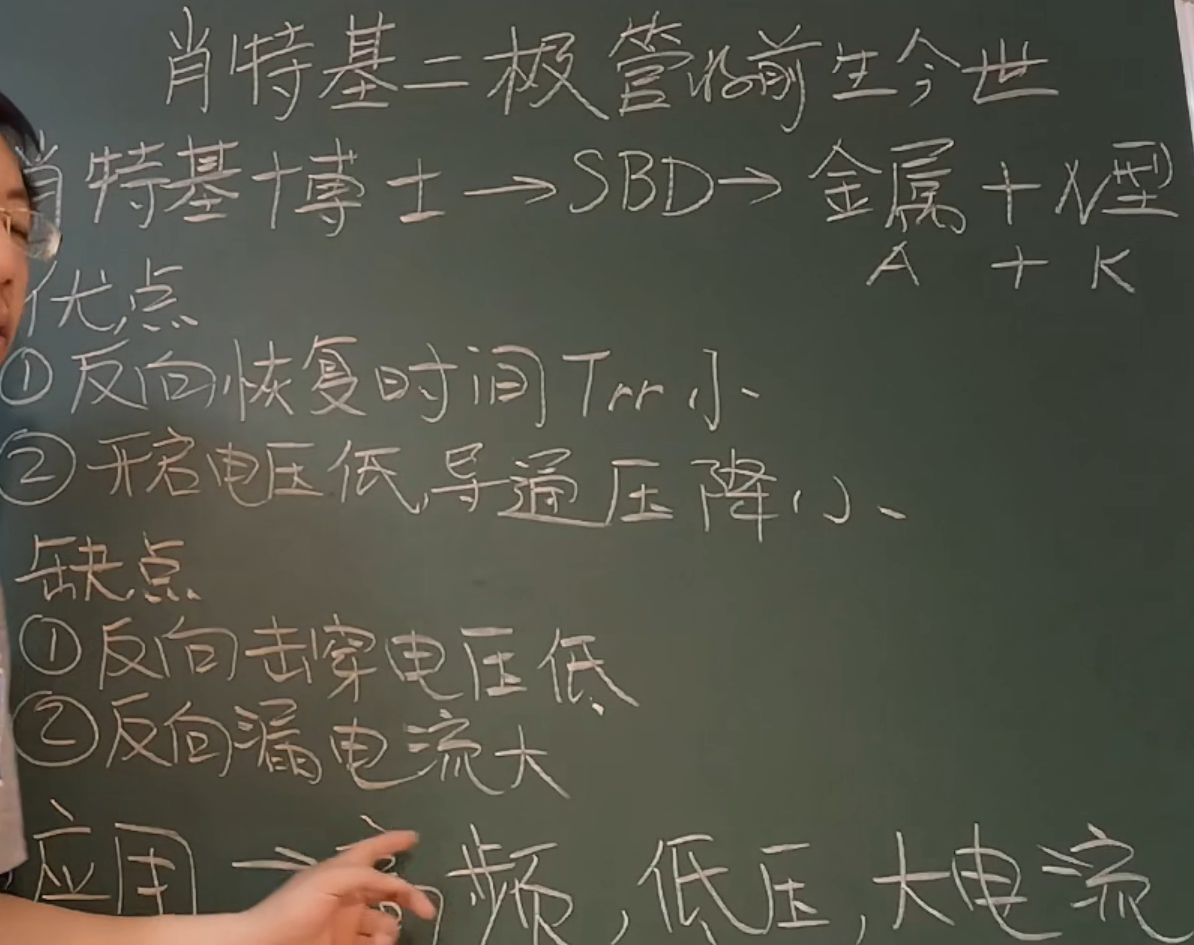 肖特基二极管的前生今世
肖特基博士→SBD→金属+N型
A + K
优点
①反向恢复时间Trr小
②开启电压低,导通压降小
缺点
①反向击穿电压低
②反向漏电流大
应用→高频,低压,大电流